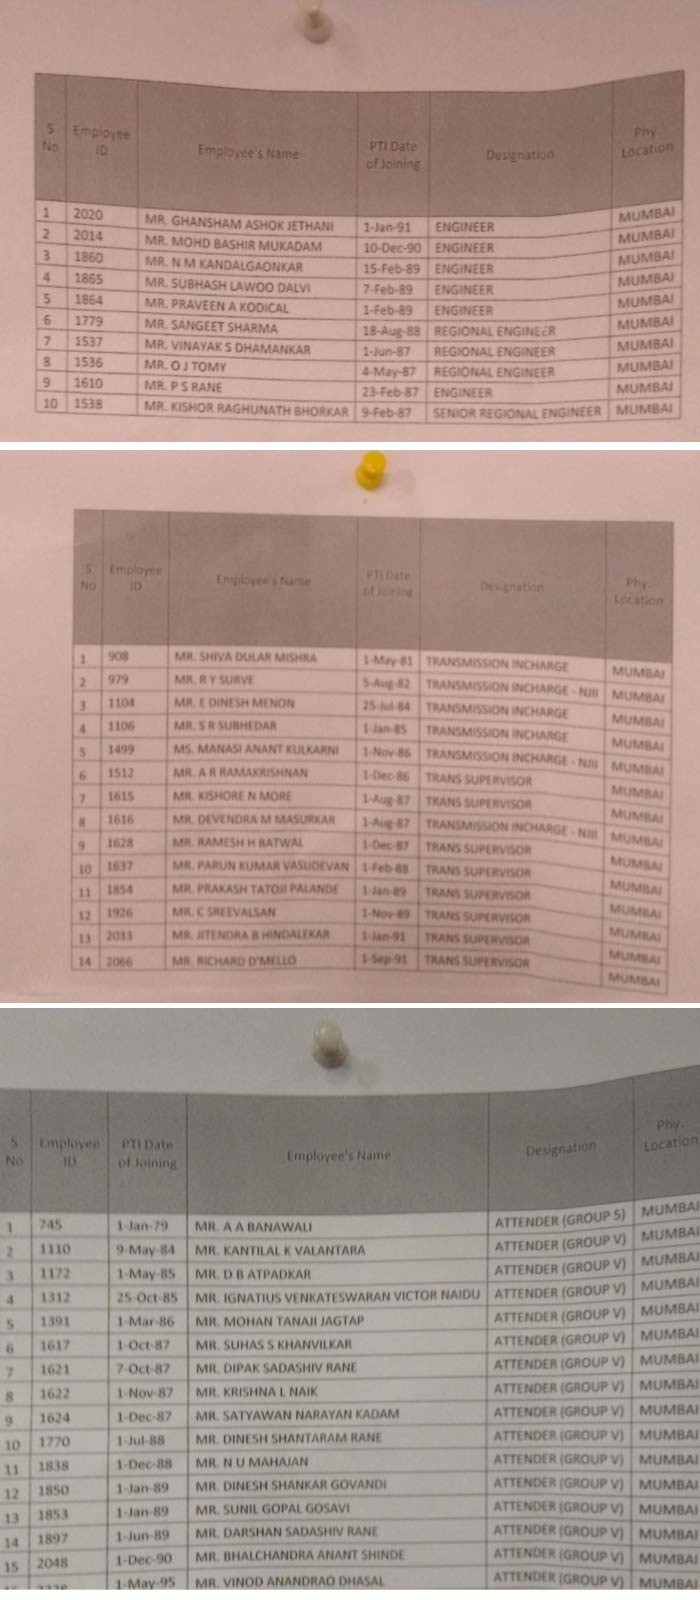 S No Employee ID Employee's Name PTI Date of Joining Designation Phy. Location
1 2020 MR. GHANSHAM ASHOK JETHANI 1-Jan-91 ENGINEER MUMBAI
2 2014 MR. MOHD BASHIR MUKADAM 10-Dec-90 ENGINEER MUMBAI
3 1860 MR. N M KANDALGAONKAR 15-Feb-89 ENGINEER MUMBAI
4 1865 MR. SUBHASH LAWOO DALVI 7-Feb-89 ENGINEER MUMBAI
5 1864 MR. PRAVEEN A KODICAL 1-Feb-89 ENGINEER MUMBAI
6 1779 MR. SANGEET SHARMA 18-Aug-88 REGIONAL ENGINEER MUMBAI
7 1537 MR. VINAYAK S DHAMANKAR 1-Jun-87 REGIONAL ENGINEER MUMBAI
8 1536 MR. O J TOMY 4-May-87 REGIONAL ENGINEER MUMBAI
9 1610 MR. P S RANE 23-Feb-87 ENGINEER MUMBAI
10 1538 MR. KISHOR RAGHUNATH BHORKAR 9-Feb-87 SENIOR REGIONAL ENGINEER MUMBAI
S No Employee ID Employee's Name PTI Date of Joining Designation Phy. Location
1 908 MR. SHIVA DULAR MISHRA 1-May-81 TRANSMISSION INCHARGE MUMBAI
2 979 MR. R Y SURVE 5-Aug-82 TRANSMISSION INCHARGE - NJII MUMBAI
3 1104 MR. E DINESH MENON 25-Jul-84 TRANSMISSION INCHARGE MUMBAI
4 1106 MR. S R SUBHEDAR 1-Jan-85 TRANSMISSION INCHARGE MUMBAI
5 1499 MS. MANASI ANANT KULKARNI 1-Nov-86 TRANSMISSION INCHARGE - NJII MUMBAI
6 1512 MR. A R RAMAKRISHNAN 1-Dec-86 TRANS SUPERVISOR MUMBAI
7 1615 MR. KISHORE N MORE 1-Aug-87 TRANS SUPERVISOR MUMBAI
8 1616 MR. DEVENDRA M MASURKAR 1-Aug-87 TRANSMISSION INCHARGE - NJII MUMBAI
9 1628 MR. RAMESH H BATWAL 1-Dec-87 TRANS SUPERVISOR MUMBAI
10 1637 MR. PARUN KUMAR VASUDEVAN 1-Feb-88 TRANS SUPERVISOR MUMBAI
11 1854 MR. PRAKASH TATOJI PALANDE 1-Jan-89 TRANS SUPERVISOR MUMBAI
12 1926 MR. C SREEVALSAN 1-Nov-89 TRANS SUPERVISOR MUMBAI
13 2033 MR. JITENDRA B HINDALEKAR 1-Jan-91 TRANS SUPERVISOR MUMBAI
14 2066 MR. RICHARD D'MELLO 1-Sep-91 TRANS SUPERVISOR MUMBAI
S No Employee ID PTI Date of Joining Employee's Name Designation Phy. Location
1 745 1-Jan-79 MR. A A BANAWALI ATTENDER (GROUP 5) MUMBAI
2 1110 9-May-84 MR. KANTILAL K VALANTARA ATTENDER (GROUP V) MUMBAI
3 1172 1-May-85 MR. D B ATPADKAR ATTENDER (GROUP V) MUMBAI
4 1312 25-Oct-85 MR. IGNATIUS VENKATESWARAN VICTOR NAIDU ATTENDER (GROUP V) MUMBAI
5 1391 1-Mar-86 MR. MOHAN TANAJI JAGTAP ATTENDER (GROUP V) MUMBAI
6 1617 1-Oct-87 MR. SUHAS S KHANVILKAR ATTENDER (GROUP V) MUMBAI
7 1621 7-Oct-87 MR. DIPAK SADASHIV RANE ATTENDER (GROUP V) MUMBAI
8 1622 1-Nov-87 MR. KRISHNA L NAIK ATTENDER (GROUP V) MUMBAI
9 1624 1-Dec-87 MR. SATYAWAN NARAYAN KADAM ATTENDER (GROUP V) MUMBAI
10 1770 1-Jul-88 MR. DINESH SHANTARAM RANE ATTENDER (GROUP V) MUMBAI
11 1838 1-Dec-88 MR. N U MAHAJAN ATTENDER (GROUP V) MUMBAI
12 1850 1-Jan-89 MR. DINESH SHANKAR GOVANDI ATTENDER (GROUP V) MUMBAI
13 1853 1-Jan-89 MR. SUNIL GOPAL GOSAVI ATTENDER (GROUP V) MUMBAI
14 1897 1-Jun-89 MR. DARSHAN SADASHIV RANE ATTENDER (GROUP V) MUMBAI
15 2048 1-Dec-90 MR. BHALCHANDRA ANANT SHINDE ATTENDER (GROUP V) MUMBAI
1-May-95 MR. VINOD ANANDRAO DHASAL ATTENDER (GROUP V) MUMBAI